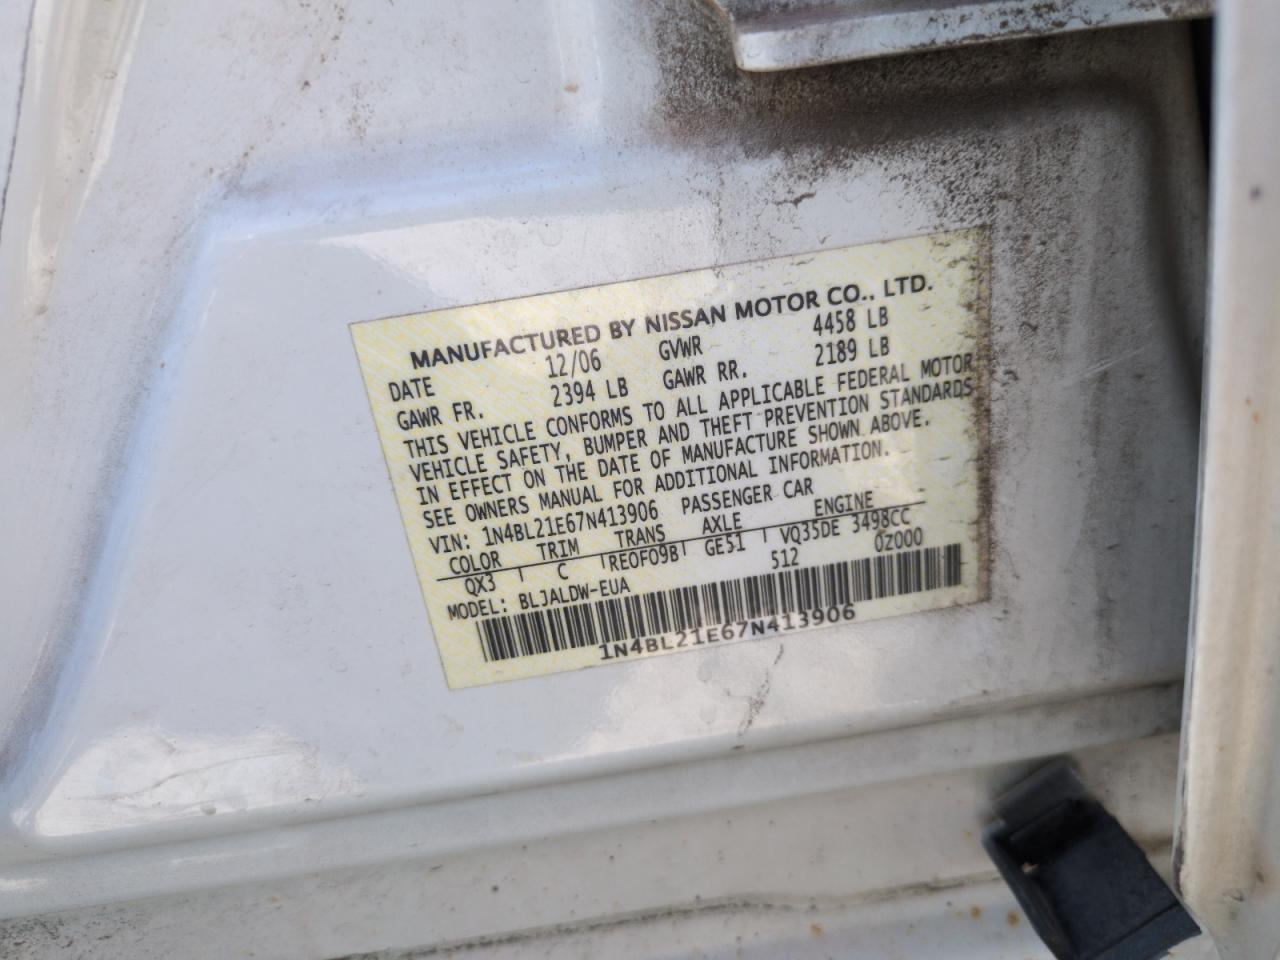 MANUFACTURED BY NISSAN MOTOR CO., LTD.
DATE 12/06 GVWR 4458 LB
GAWR FR. 2394 LB GAWR RR. 2189 LB
THIS VEHICLE CONFORMS TO ALL APPLICABLE FEDERAL MOTOR
VEHICLE SAFETY, BUMPER AND THEFT PREVENTION STANDARDS
IN EFFECT ON THE DATE OF MANUFACTURE SHOWN ABOVE.
SEE OWNERS MANUAL FOR ADDITIONAL INFORMATION.
VIN: 1N4BL21E67N413906 PASSENGER CAR
COLOR TRIM TRANS AXLE ENGINE
QX3 C RE0F09B GE51 VQ35DE 3498CC
MODEL: BLJALDW-EUA 512 0Z000
1N4BL21E67N413906